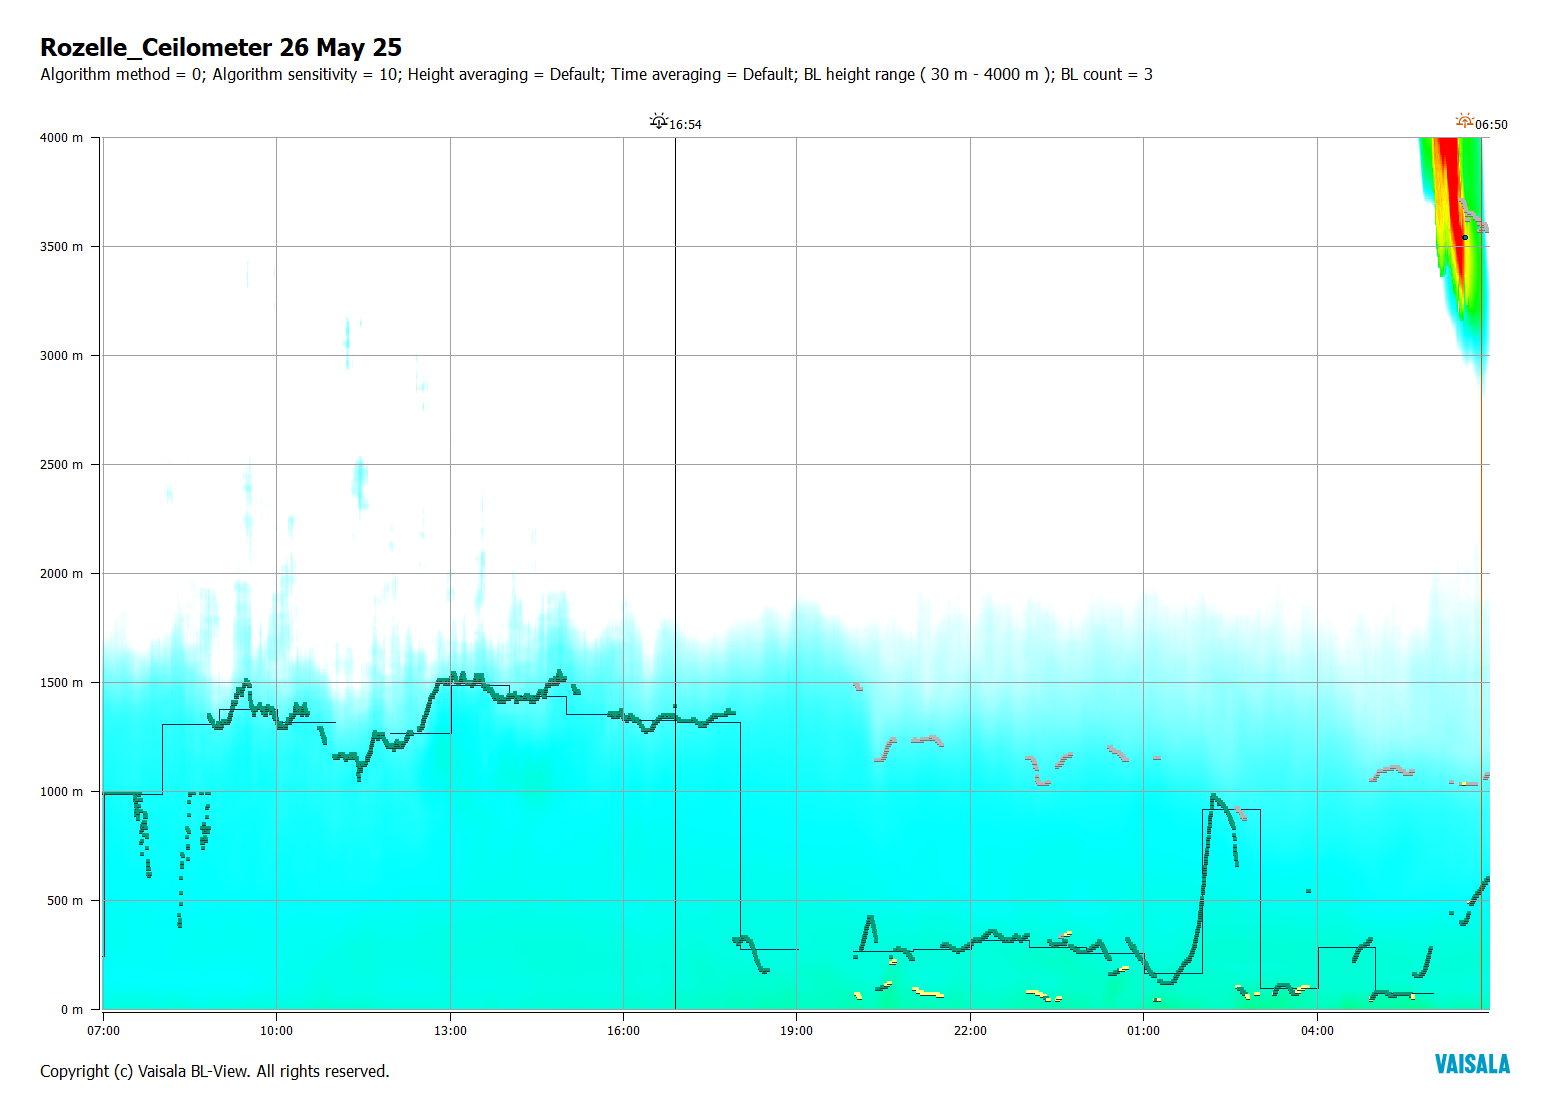 Rozelle_Ceilometer 26 May 25
Algorithm method = 0; Algorithm sensitivity = 10; Height averaging = Default; Time averaging = Default; BL height range ( 30 m - 4000 m ); BL count = 3
16:54
06:50
4000 m
3500 m
3000 m
2500 m
2000 m
1500 m
1000 m
500 m
0 m
07:00 10:00 13:00 16:00 19:00 22:00 01:00 04:00
Copyright (c) Vaisala BL-View. All rights reserved.
VAISALA